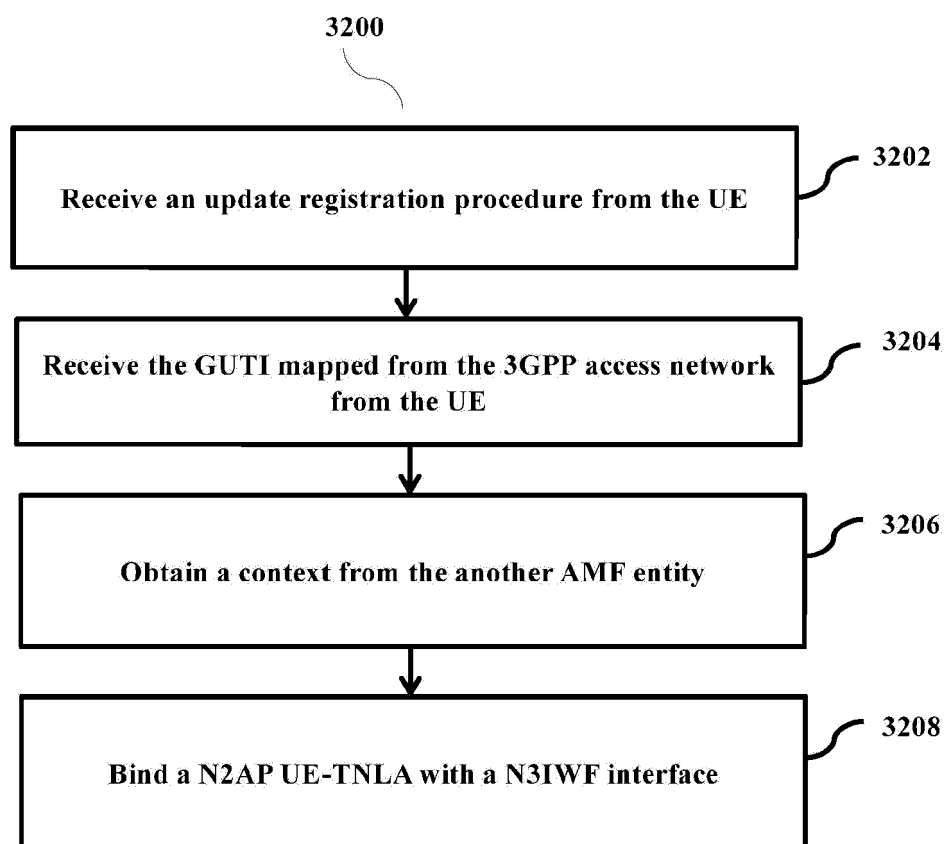 3200
3202
Receive an update registration procedure from the UE
3204
Receive the GUTI mapped from the 3GPP access network
from the UE
3206
Obtain a context from the another AMF entity
3208
Bind a N2AP UE-TNLA with a N3IWF interface